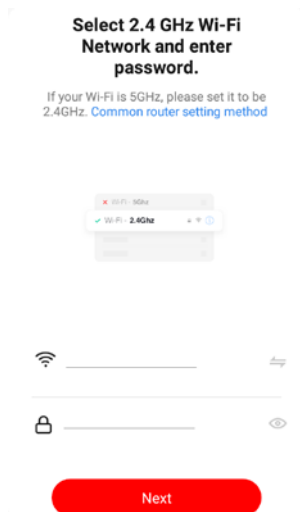 Select 2.4 GHz Wi-Fi
Network and enter
password.
If your Wi-Fi is 5GHz, please set it to be
2.4GHz. Common router setting method
Wi-Fi - 5Ghz
Wi-Fi - 2.4Ghz
Next